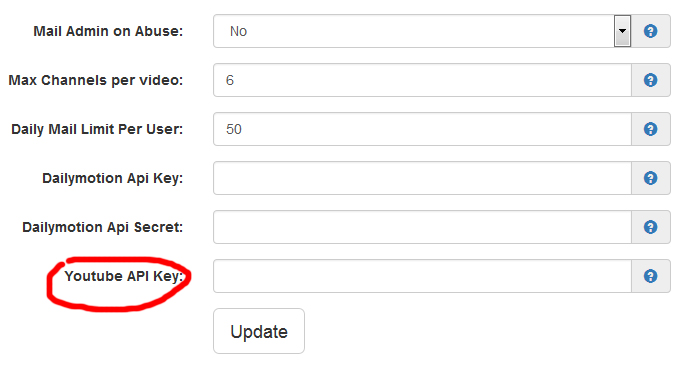 Mail Admin on Abuse: No
Max Channels per video: 6
Daily Mail Limit Per User: 50
Dailymotion Api Key:
Dailymotion Api Secret:
Youtube API Key:
Update